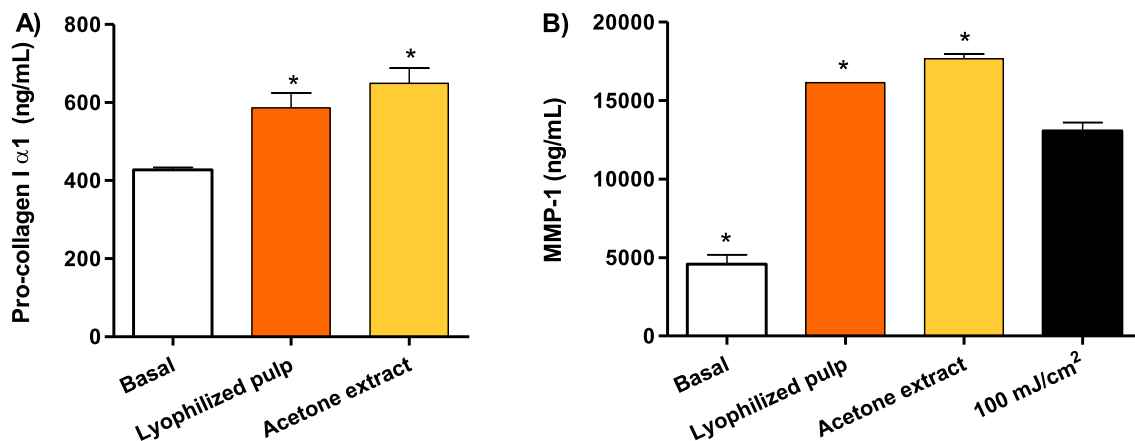 A)
Pro-collagen I α1 (ng/mL)
800
600
400
200
0
*
*
Basal
Lyophilized pulp
Acetone extract
B)
MMP-1 (ng/mL)
20000
15000
10000
5000
0
*
*
*
Basal
Lyophilized pulp
Acetone extract
100 mJ/cm²